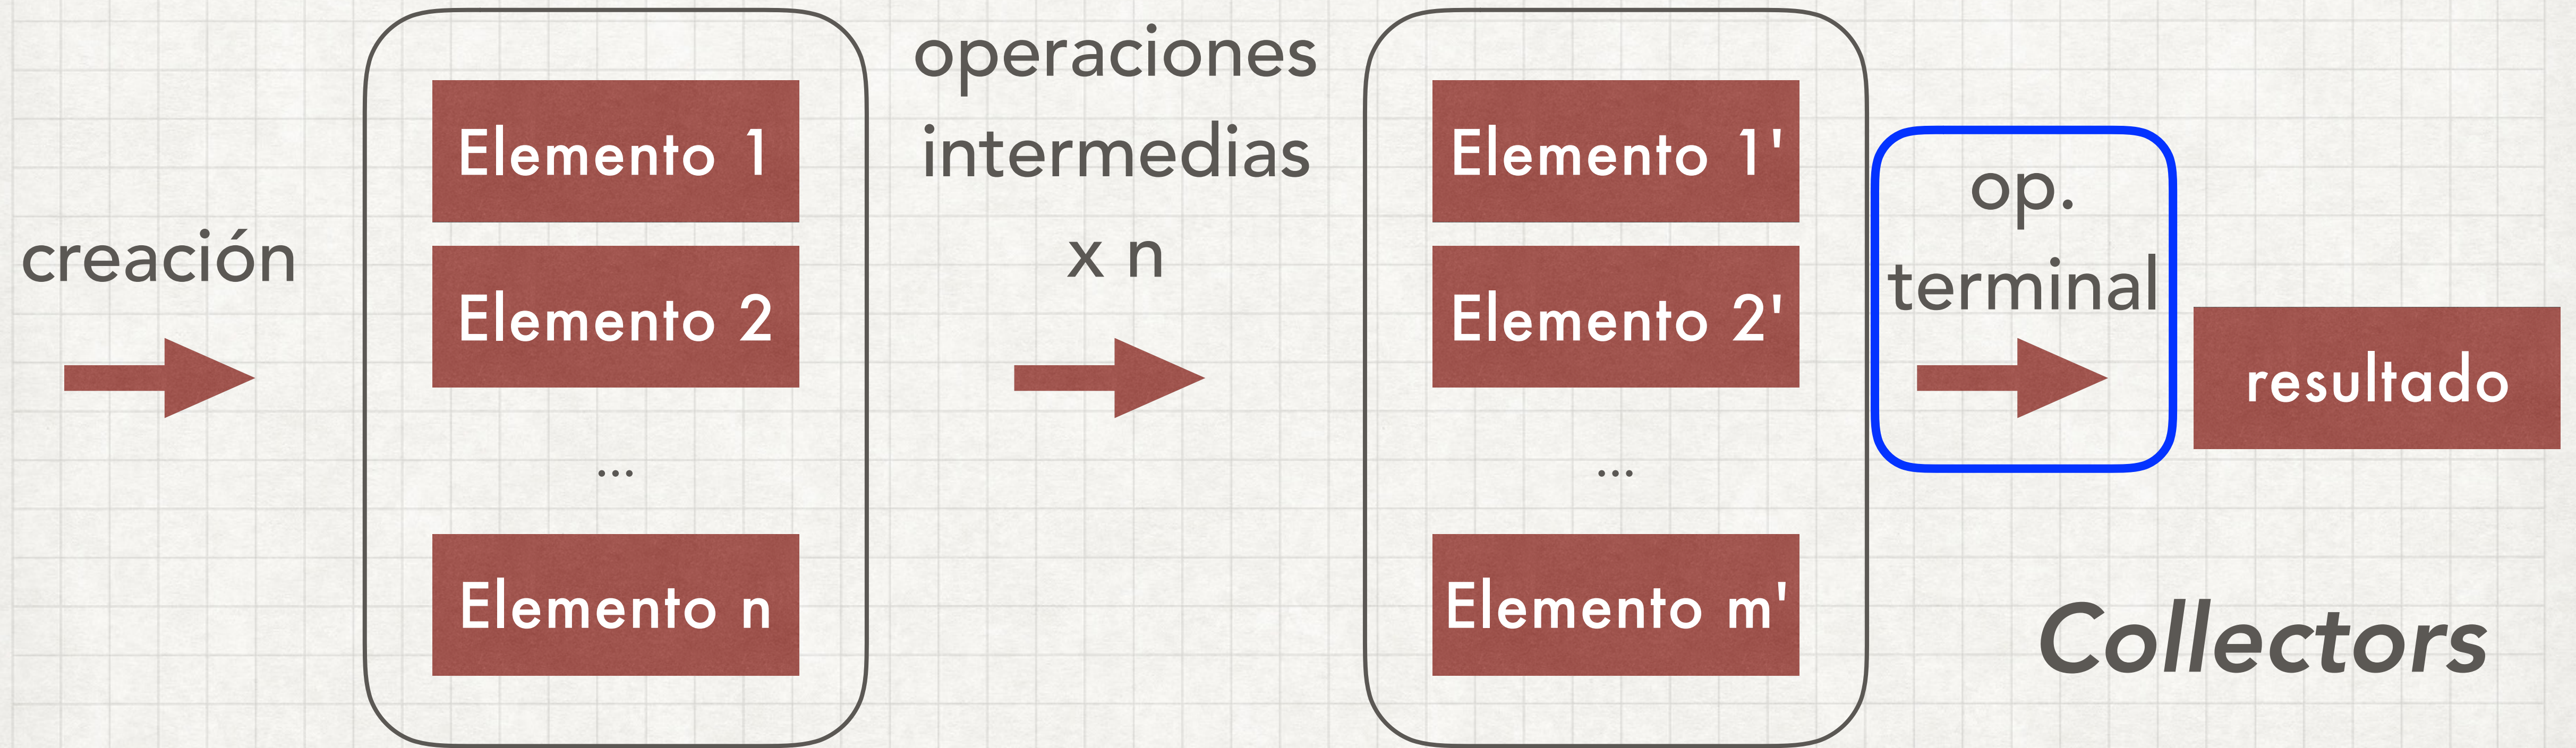 creación
Elemento 1
Elemento 2
...
Elemento n
operaciones
intermedias
x n
Elemento 1'
Elemento 2'
...
Elemento m'
op.
terminal
resultado
Collectors